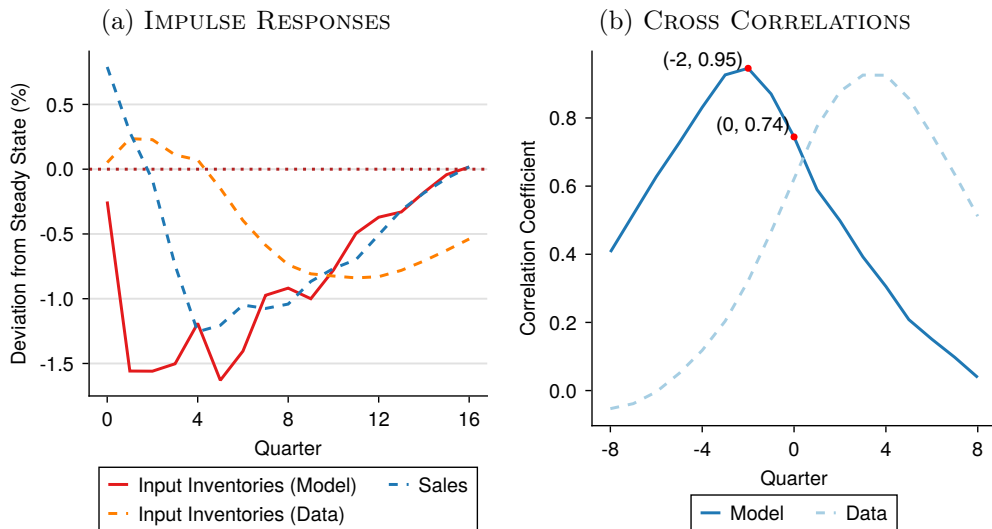 (a) Impulse Responses
Deviation from Steady State (%)
0.5
0.0
-0.5
-1.0
-1.5
0 4 8 12 16
Quarter
Input Inventories (Model)
Sales
Input Inventories (Data)
(b) Cross Correlations
(-2, 0.95)
(0, 0.74)
Correlation Coefficient
0.8
0.6
0.4
0.2
0.0
-8 -4 0 4 8
Quarter
Model
Data